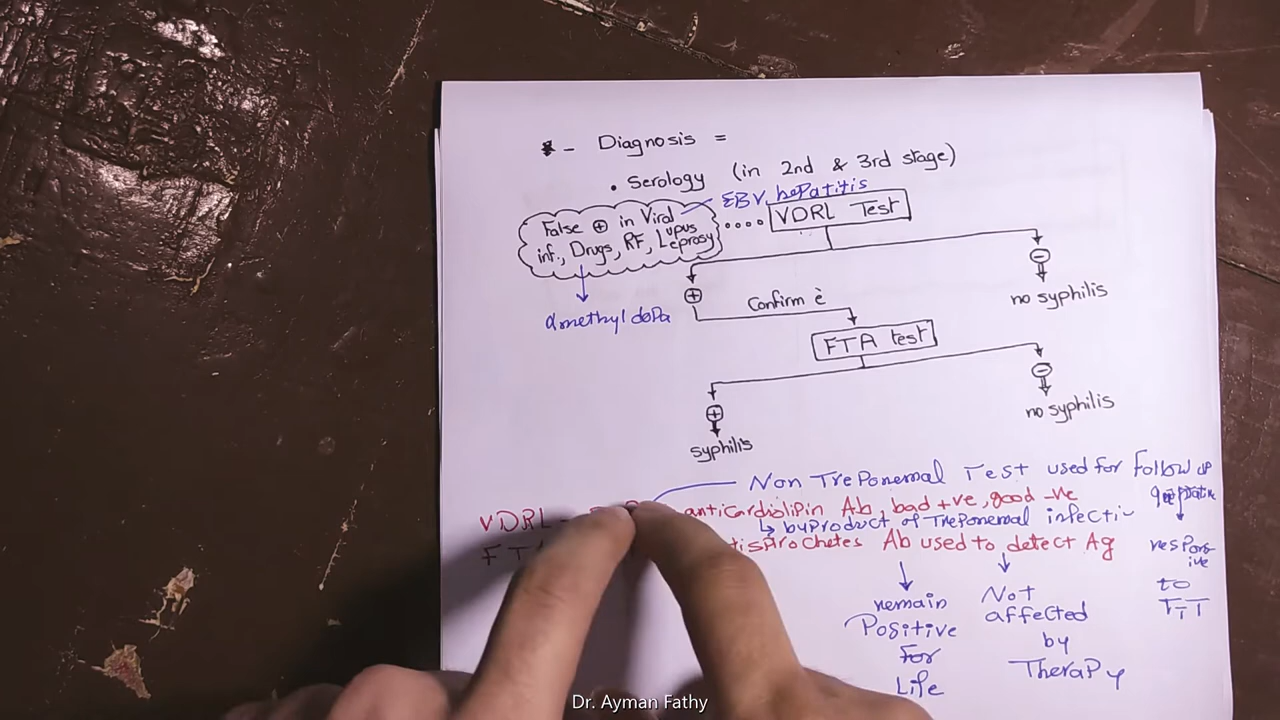 * - Diagnosis =
• Serology (in 2nd & 3rd stage)
EBV, hepatitis
False ⊕ in Viral
inf., Drugs, RF, Lupus
Leprosy
.... VDRL Test
αmethyl dopa
⊕
Confirm è
⊖
no syphilis
FTA test
⊕
syphilis
⊖
no syphilis
Non Treponemal Test used for Follow up
VDRL
anticardiolipin Ab, bad +ve, good -ve
↳ byproduct of Treponemal infecti
FT
Ab used to detect Ag
remain
Positive
For
Life
Not
affected
by
Therapy
respons
ive
to
TTT
Dr. Ayman Fathy